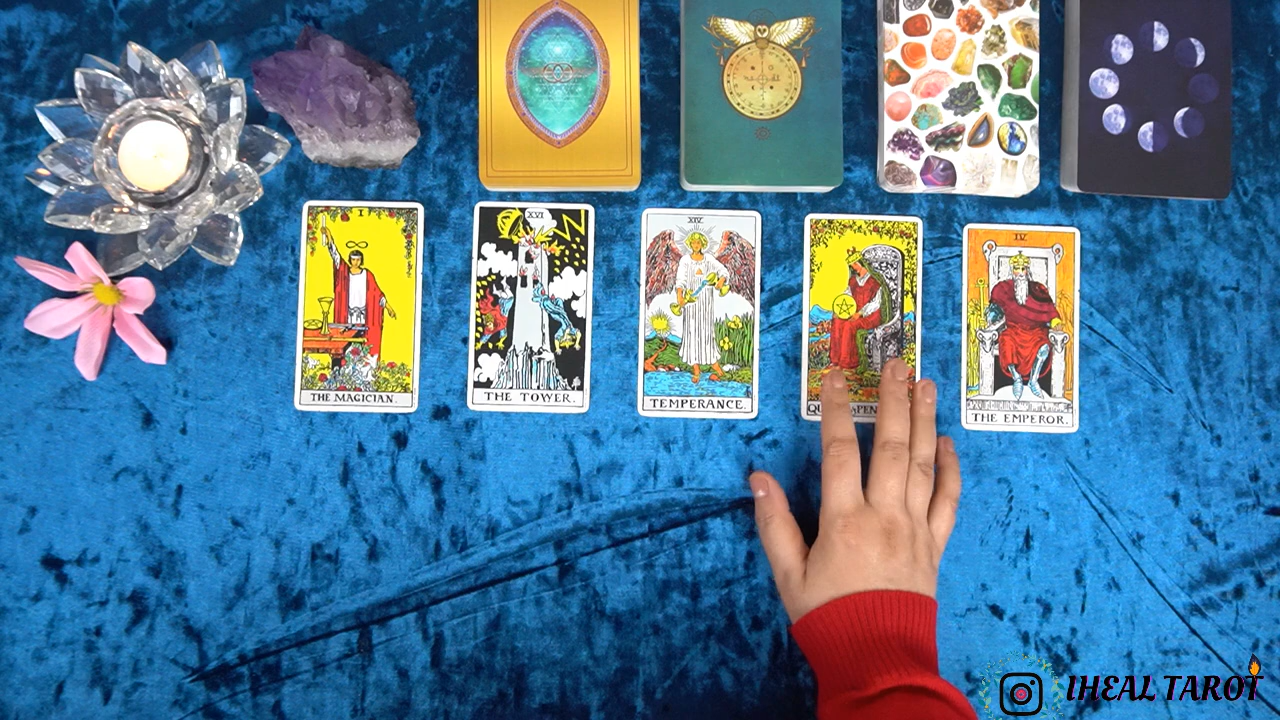 I
THE MAGICIAN.
XVI
THE TOWER.
XIV
TEMPERANCE.
IV
THE EMPEROR.
IHEAL TAROT